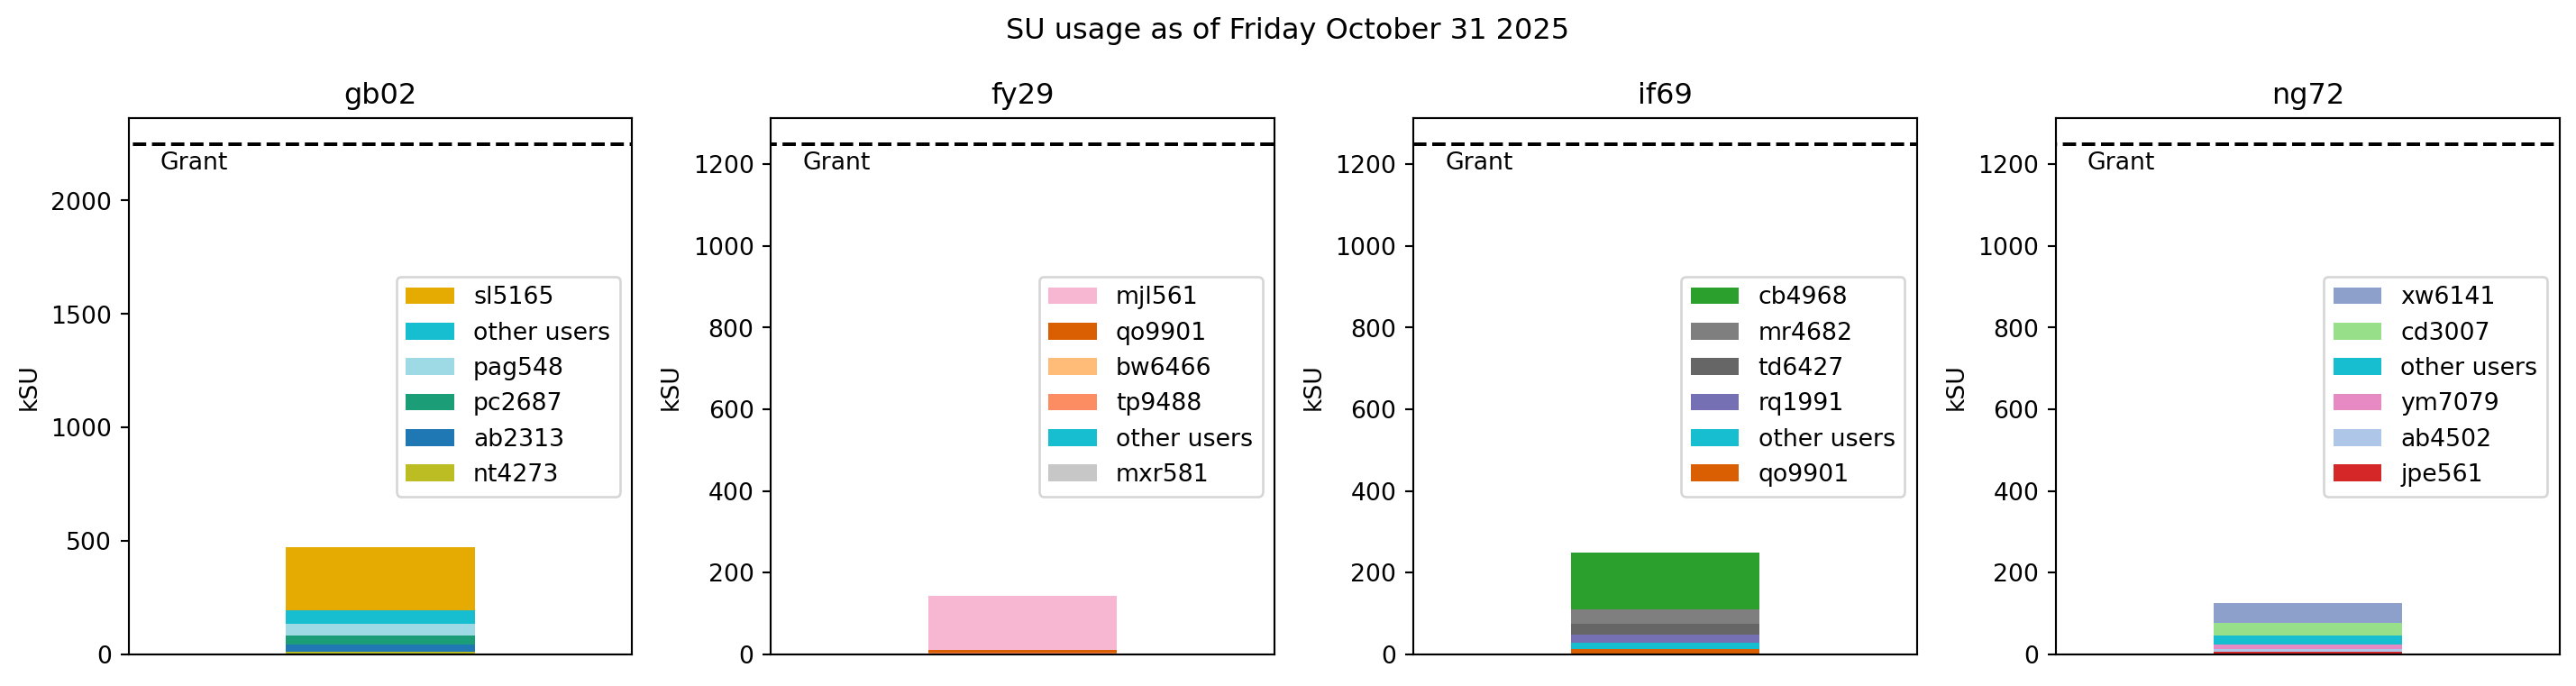 SU usage as of Friday October 31 2025
gb02
kSU
2000
1500
1000
500
0
Grant
sl5165
other users
pag548
pc2687
ab2313
nt4273
fy29
kSU
1200
1000
800
600
400
200
0
Grant
mjl561
qo9901
bw6466
tp9488
other users
mxr581
if69
kSU
1200
1000
800
600
400
200
0
Grant
cb4968
mr4682
td6427
rq1991
other users
qo9901
ng72
kSU
1200
1000
800
600
400
200
0
Grant
xw6141
cd3007
other users
ym7079
ab4502
jpe561